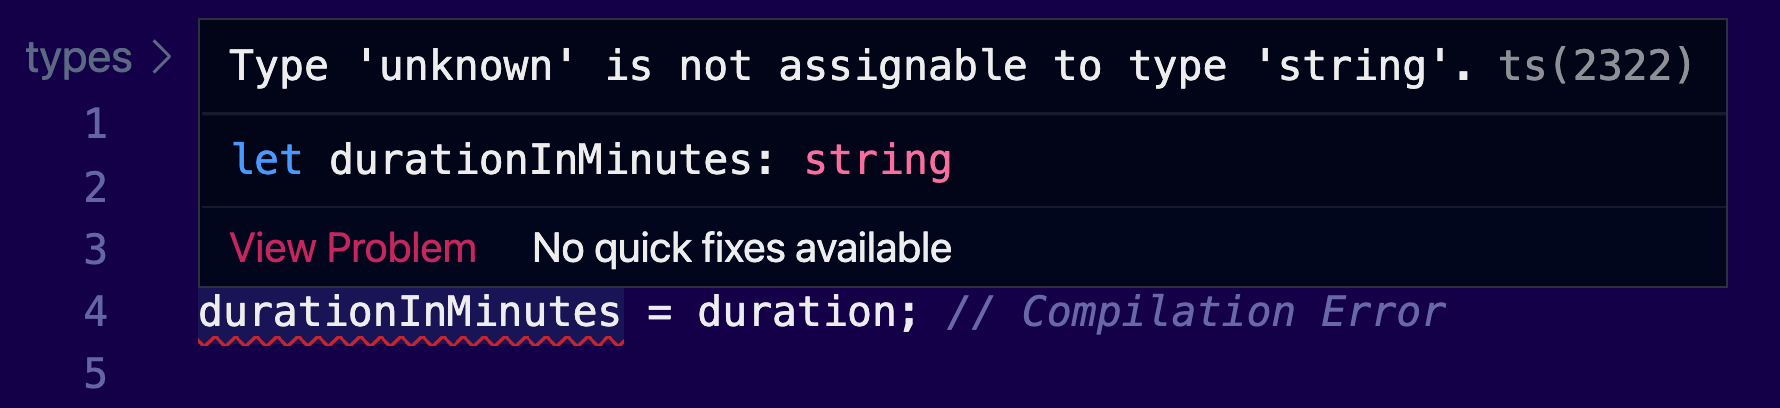 types >
Type 'unknown' is not assignable to type 'string'. ts(2322)
1
let durationInMinutes: string
2
3
View Problem No quick fixes available
4 durationInMinutes = duration; // Compilation Error
5